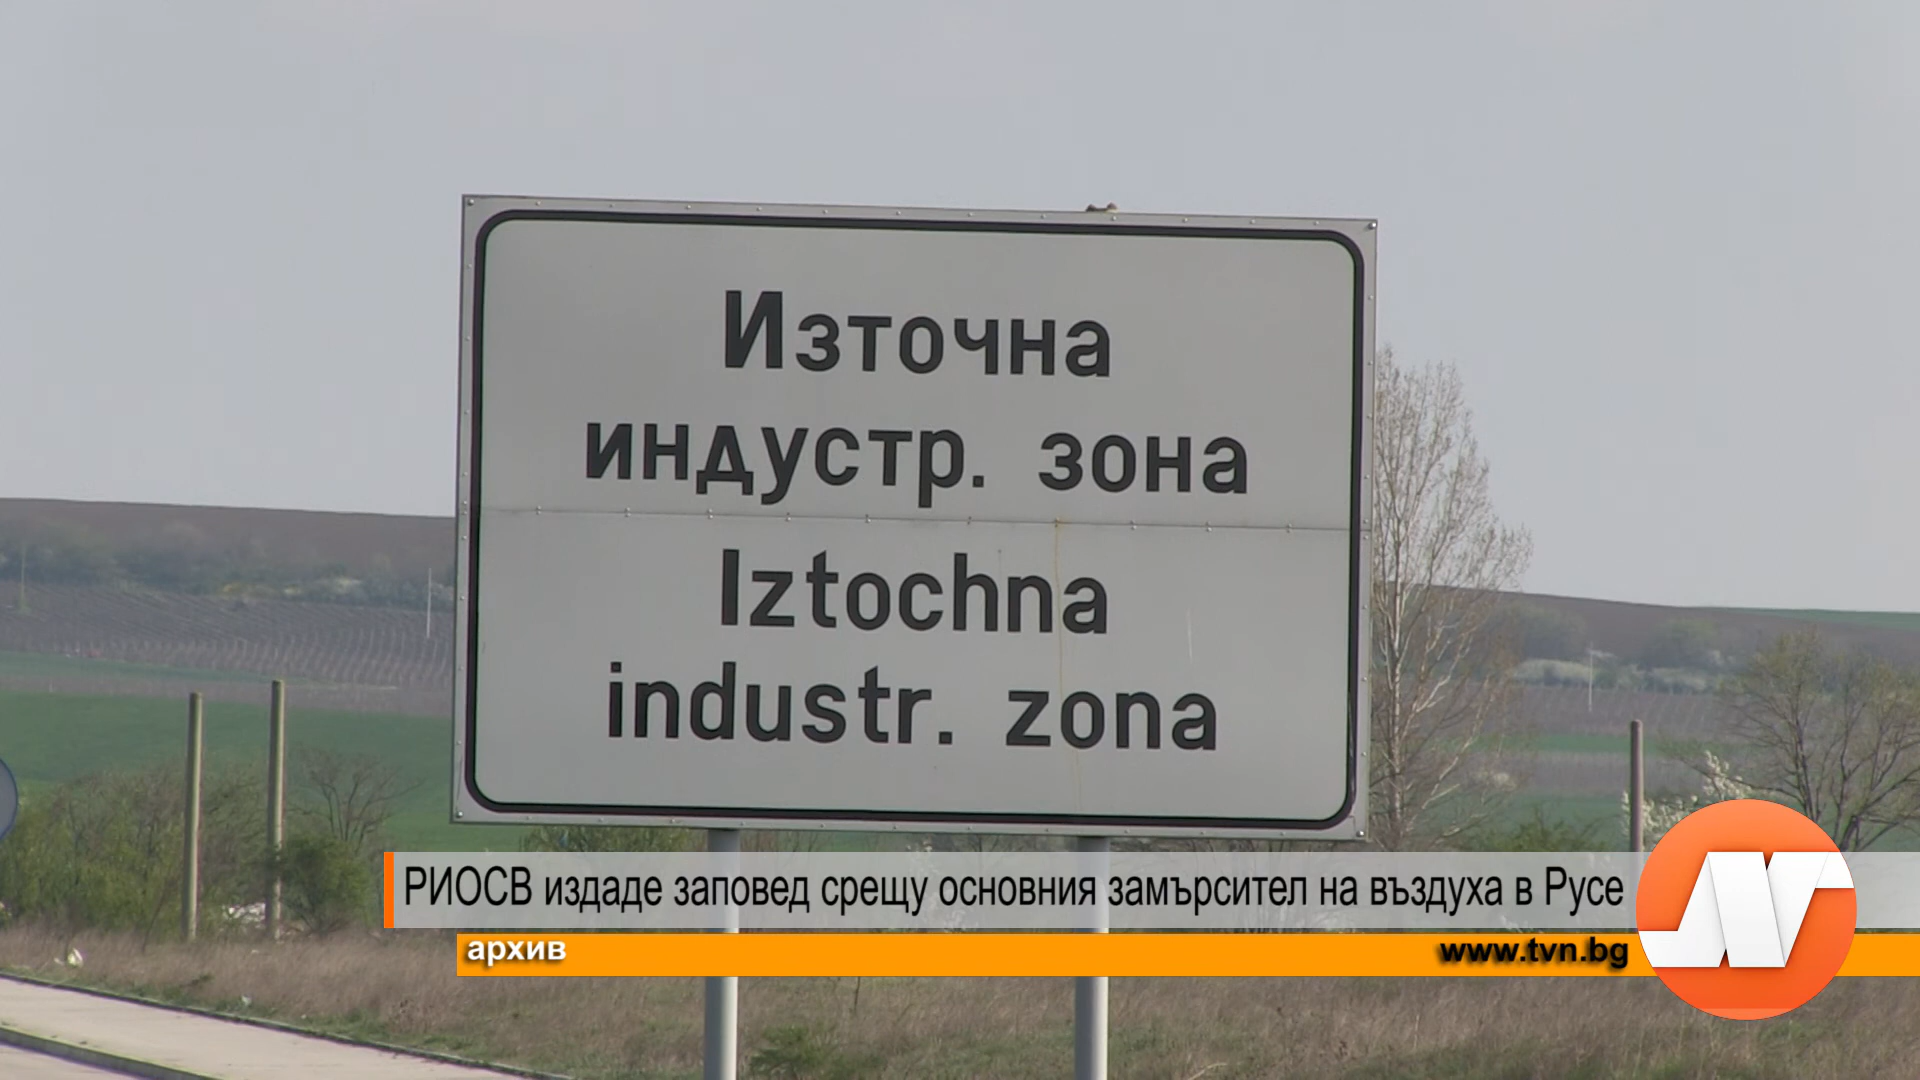 Източна
индустр. зона
Iztochna
industr. zona
РИОСВ издаде заповед срещу основния замърсител на въздуха в Русе
архив
www.tvn.bg